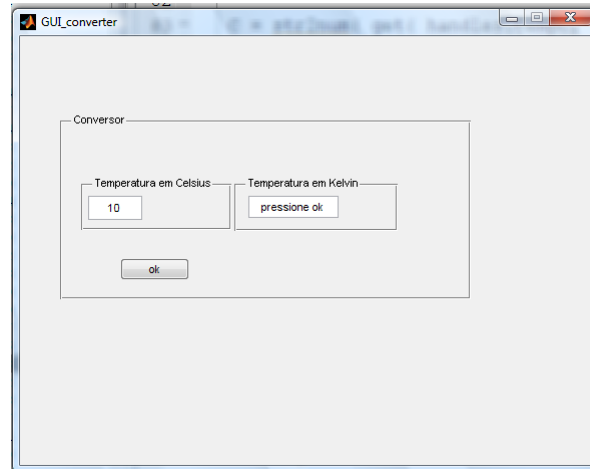 GUI_converter
Conversor
Temperatura em Celsius
Temperatura em Kelvin
10
pressione ok
ok